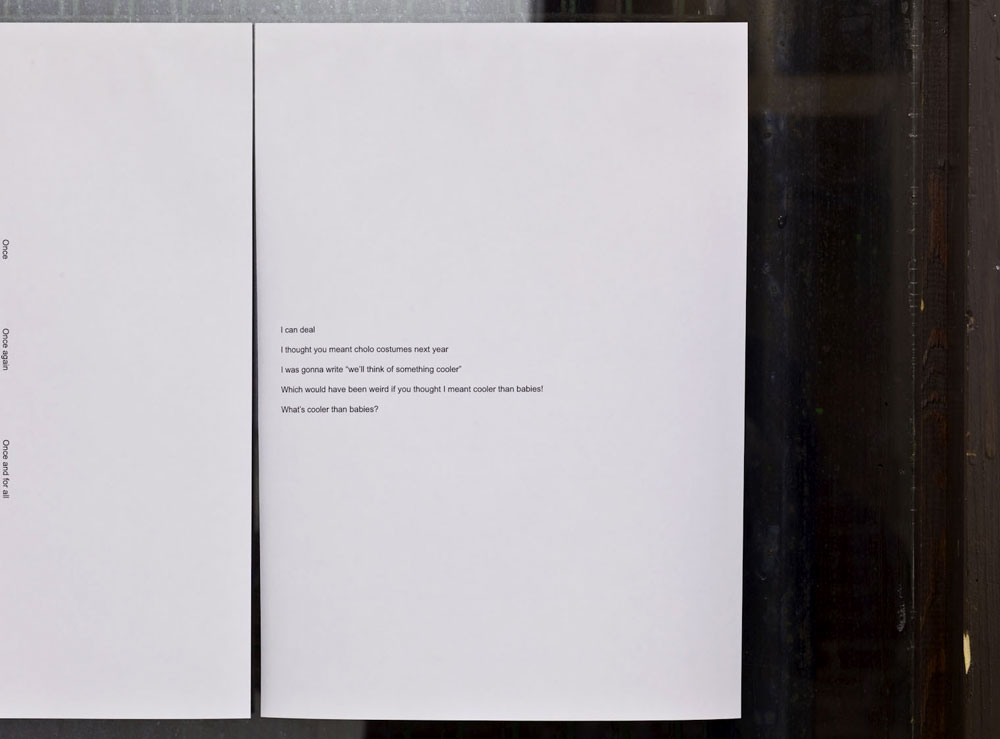 Once
Once again
Once and for all
I can deal
I thought you meant cholo costumes next year
I was gonna write “we’ll think of something cooler”
Which would have been weird if you thought I meant cooler than babies!
What’s cooler than babies?